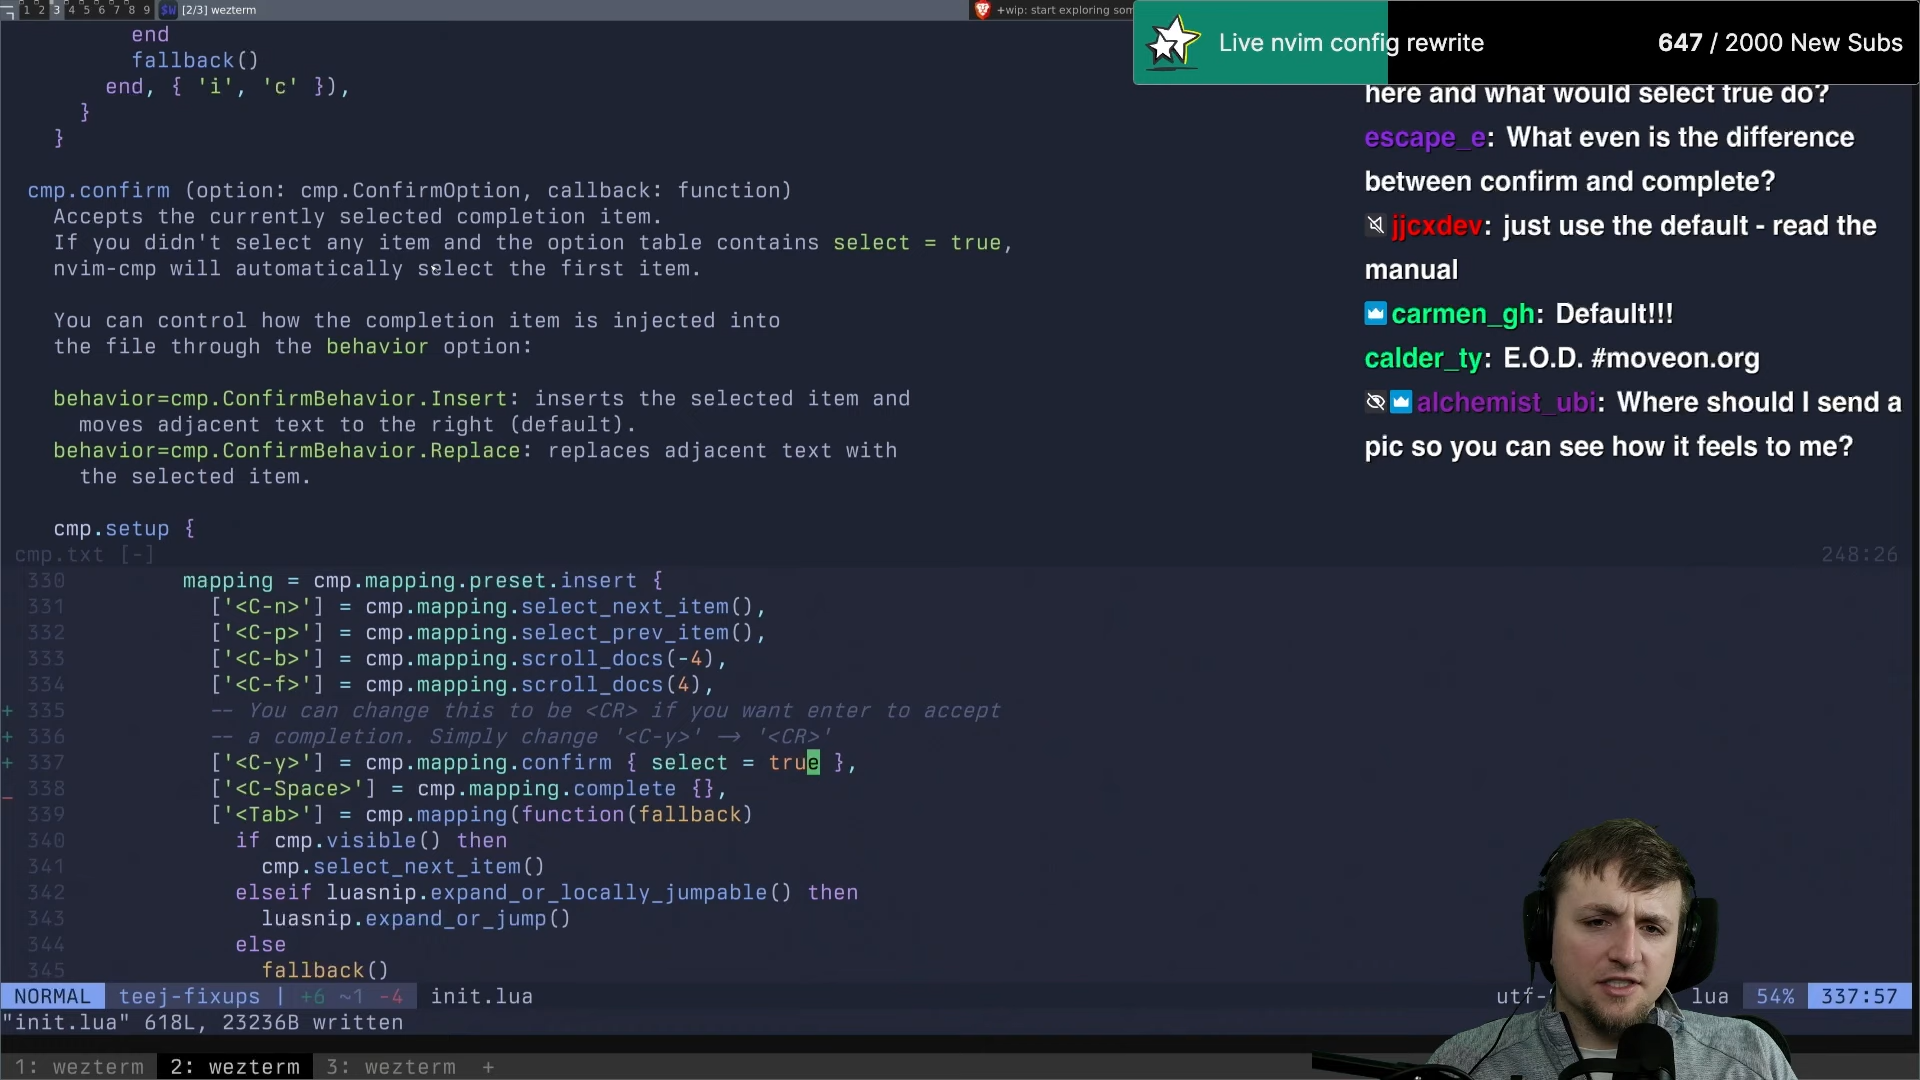 1 2 3 4 5 6 7 8 9 $W [2/3] wezterm
+wip: start exploring som
Live nvim config rewrite 647 / 2000 New Subs
end
fallback()
end, { 'i', 'c' }),
}
}
cmp.confirm (option: cmp.ConfirmOption, callback: function)
Accepts the currently selected completion item.
If you didn't select any item and the option table contains select = true,
nvim-cmp will automatically select the first item.
You can control how the completion item is injected into
the file through the behavior option:
behavior=cmp.ConfirmBehavior.Insert: inserts the selected item and
moves adjacent text to the right (default).
behavior=cmp.ConfirmBehavior.Replace: replaces adjacent text with
the selected item.
cmp.setup {
cmp.txt [-] 248:26
here and what would select true do?
escape_e: What even is the difference
between confirm and complete?
jjcxdev: just use the default - read the
manual
carmen_gh: Default!!!
calder_ty: E.O.D. #moveon.org
alchemist_ubi: Where should I send a
pic so you can see how it feels to me?
330 mapping = cmp.mapping.preset.insert {
331 ['<C-n>'] = cmp.mapping.select_next_item(),
332 ['<C-p>'] = cmp.mapping.select_prev_item(),
333 ['<C-b>'] = cmp.mapping.scroll_docs(-4),
334 ['<C-f>'] = cmp.mapping.scroll_docs(4),
+ 335 -- You can change this to be <CR> if you want enter to accept
+ 336 -- a completion. Simply change '<C-y>' -> '<CR>'
+ 337 ['<C-y>'] = cmp.mapping.confirm { select = true },
_ 338 ['<C-Space>'] = cmp.mapping.complete {},
339 ['<Tab>'] = cmp.mapping(function(fallback)
340 if cmp.visible() then
341 cmp.select_next_item()
342 elseif luasnip.expand_or_locally_jumpable() then
343 luasnip.expand_or_jump()
344 else
345 fallback()
NORMAL teej-fixups | +6 ~1 -4 init.lua utf- lua 54% 337:57
"init.lua" 618L, 23236B written
1: wezterm 2: wezterm 3: wezterm +